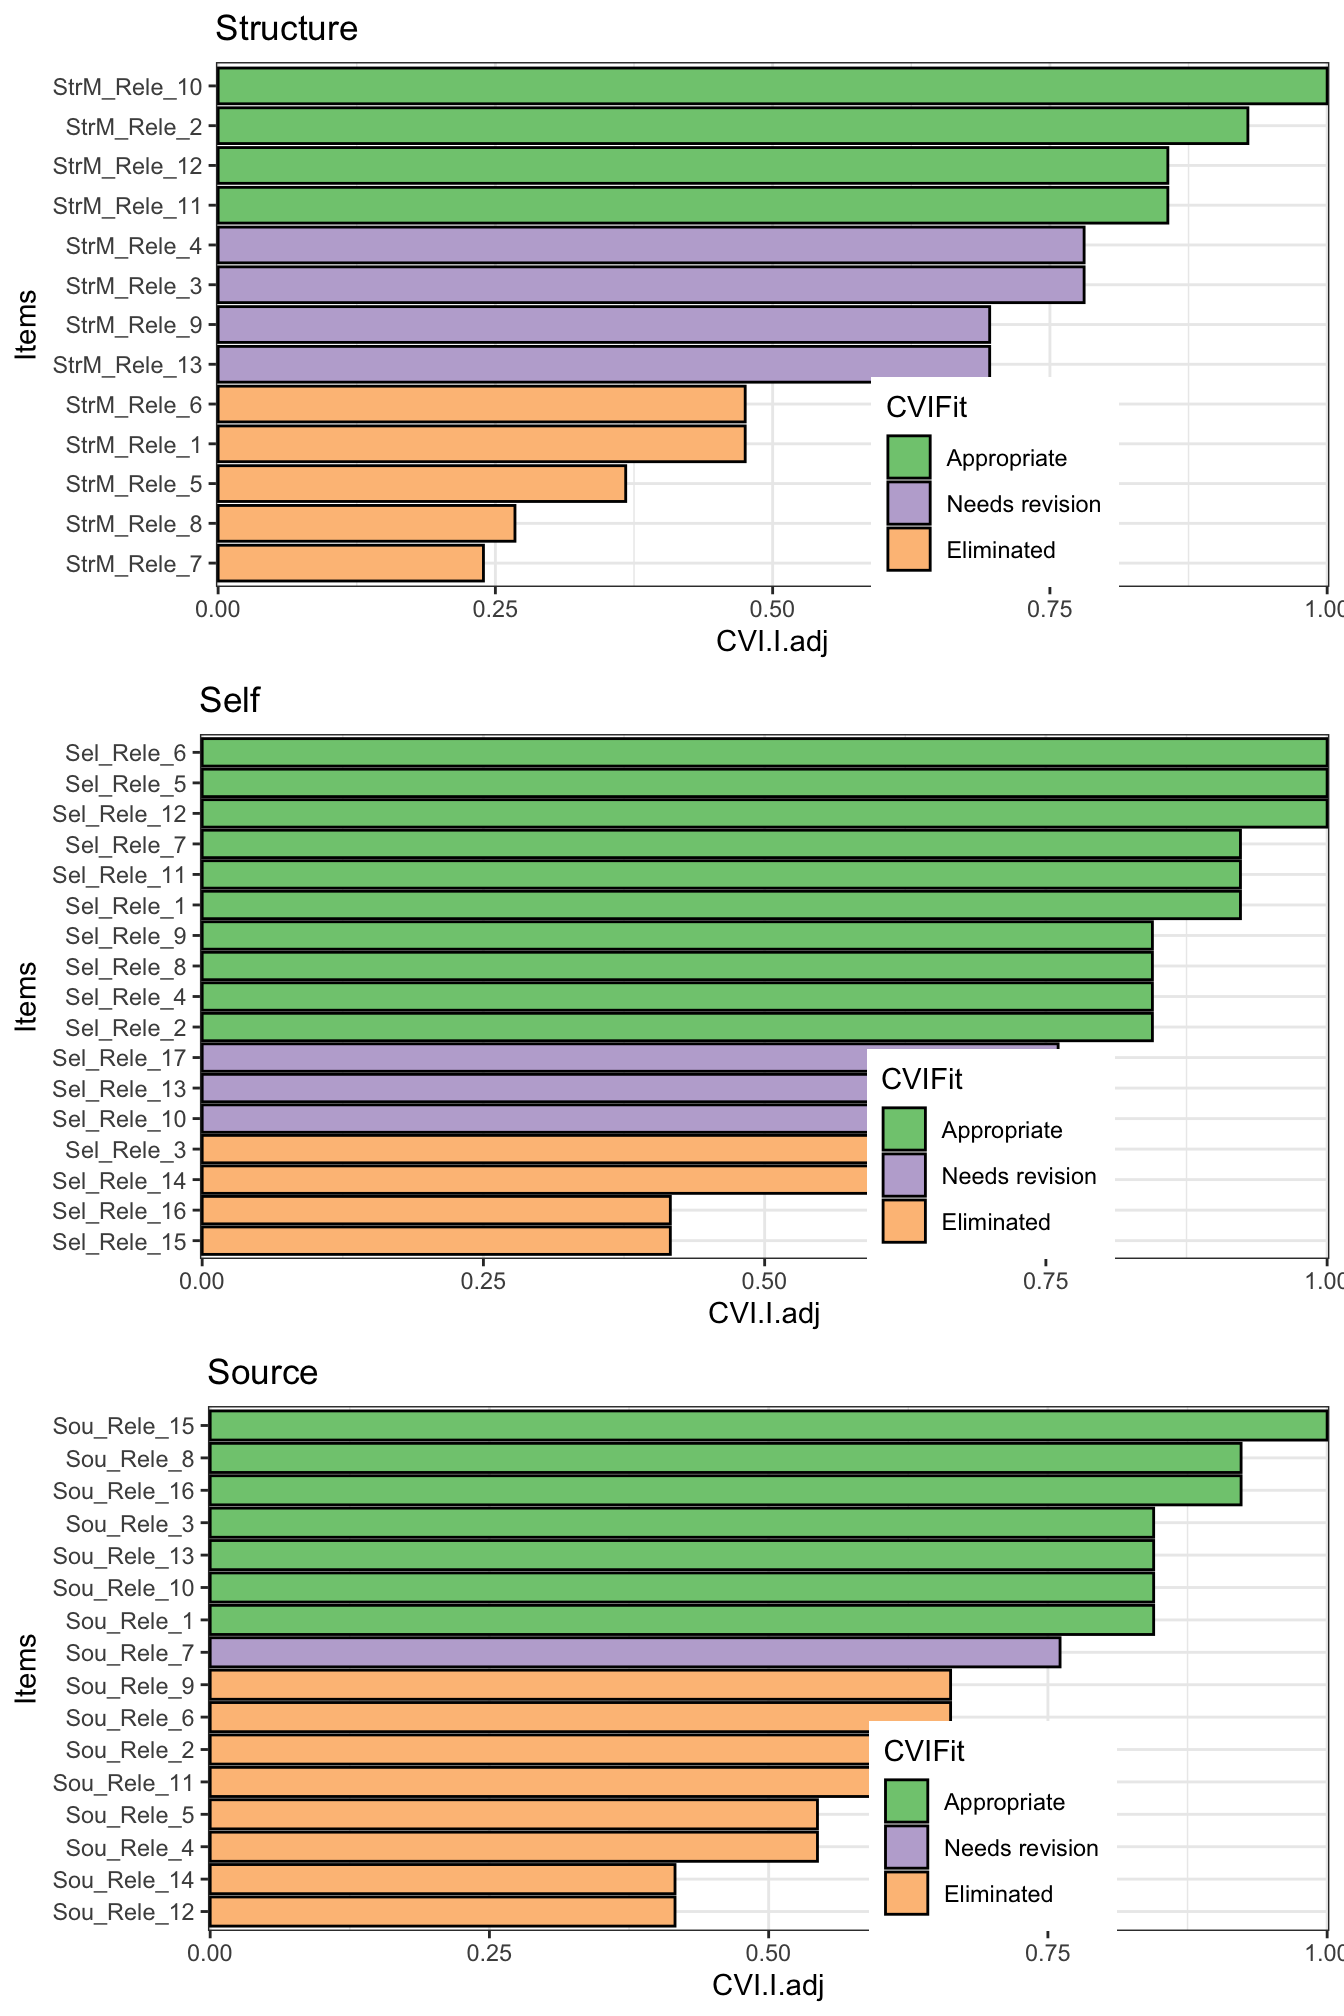 Structure
Items
StrM_Rele_10
StrM_Rele_2
StrM_Rele_12
StrM_Rele_11
StrM_Rele_4
StrM_Rele_3
StrM_Rele_9
StrM_Rele_13
StrM_Rele_6
StrM_Rele_1
StrM_Rele_5
StrM_Rele_8
StrM_Rele_7
CVIFit
Appropriate
Needs revision
Eliminated
0.00 0.25 0.50 0.75 1.00
CVI.I.adj
Self
Items
Sel_Rele_6
Sel_Rele_5
Sel_Rele_12
Sel_Rele_7
Sel_Rele_11
Sel_Rele_1
Sel_Rele_9
Sel_Rele_8
Sel_Rele_4
Sel_Rele_2
Sel_Rele_17
Sel_Rele_13
Sel_Rele_10
Sel_Rele_3
Sel_Rele_14
Sel_Rele_16
Sel_Rele_15
CVIFit
Appropriate
Needs revision
Eliminated
0.00 0.25 0.50 0.75 1.00
CVI.I.adj
Source
Items
Sou_Rele_15
Sou_Rele_8
Sou_Rele_16
Sou_Rele_3
Sou_Rele_13
Sou_Rele_10
Sou_Rele_1
Sou_Rele_7
Sou_Rele_9
Sou_Rele_6
Sou_Rele_2
Sou_Rele_11
Sou_Rele_5
Sou_Rele_4
Sou_Rele_14
Sou_Rele_12
CVIFit
Appropriate
Needs revision
Eliminated
0.00 0.25 0.50 0.75 1.00
CVI.I.adj